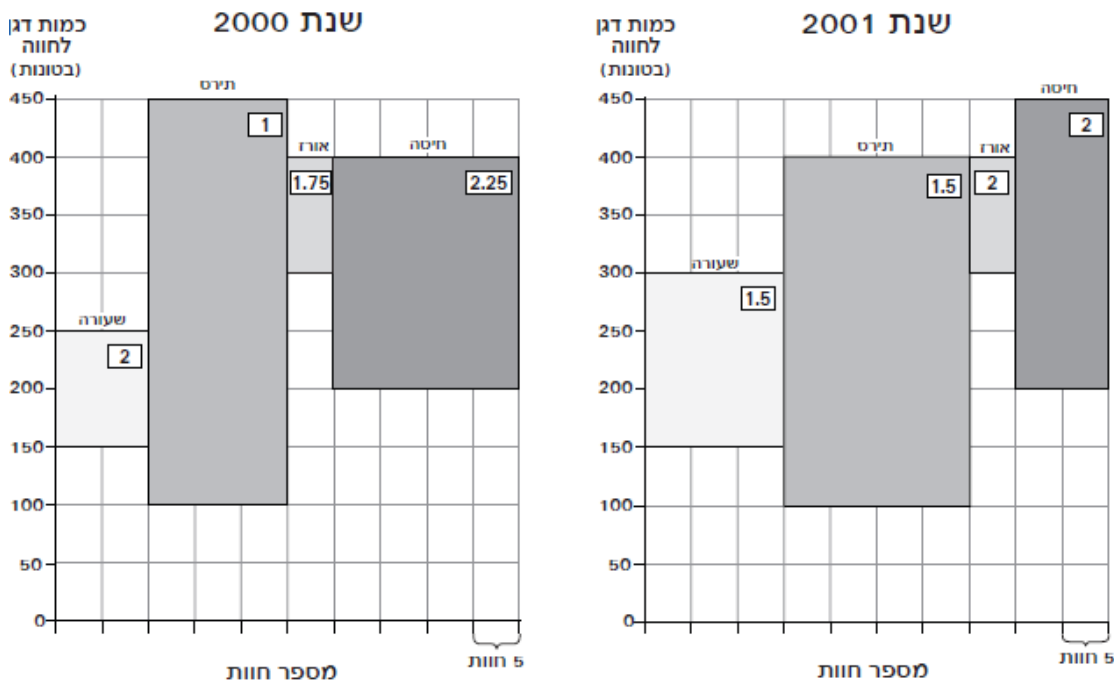 שנת 2000
כמות דגן
לחווה
(בטונות)
תירס
450
1
אורז
חיטה
400
1.75
2.25
350
300
שעורה
250
2
200
150
100
50
0
5 חוות
מספר חוות
שנת 2001
כמות דגן
לחווה
(בטונות)
חיטה
450
2
תירס
אורז
400
1.5
2
350
שעורה
300
1.5
250
200
150
100
50
0
5 חוות
מספר חוות